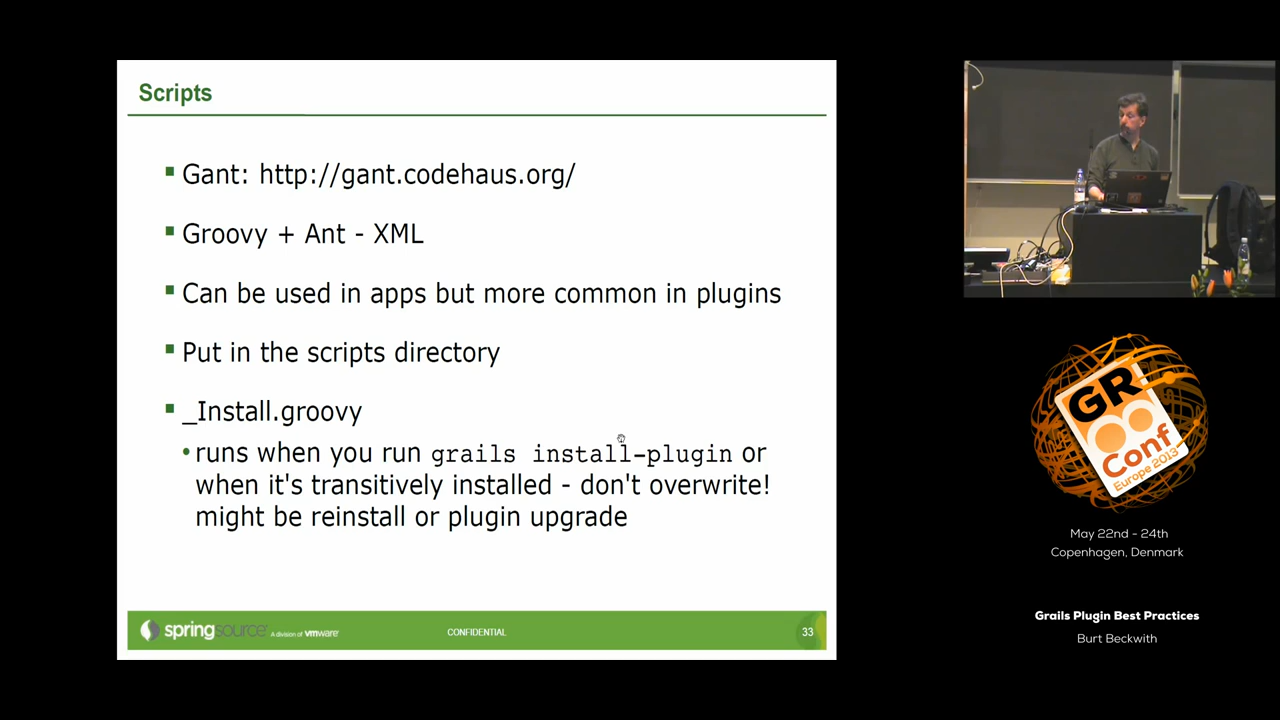 Scripts
Gant: http://gant.codehaus.org/
Groovy + Ant - XML
Can be used in apps but more common in plugins
Put in the scripts directory
_Install.groovy
runs when you run grails install-plugin or
when it's transitively installed - don't overwrite!
might be reinstall or plugin upgrade
springsource A division of vmware
CONFIDENTIAL
33
GR8
Conf
Europe 2013
May 22nd - 24th
Copenhagen, Denmark
Grails Plugin Best Practices
Burt Beckwith